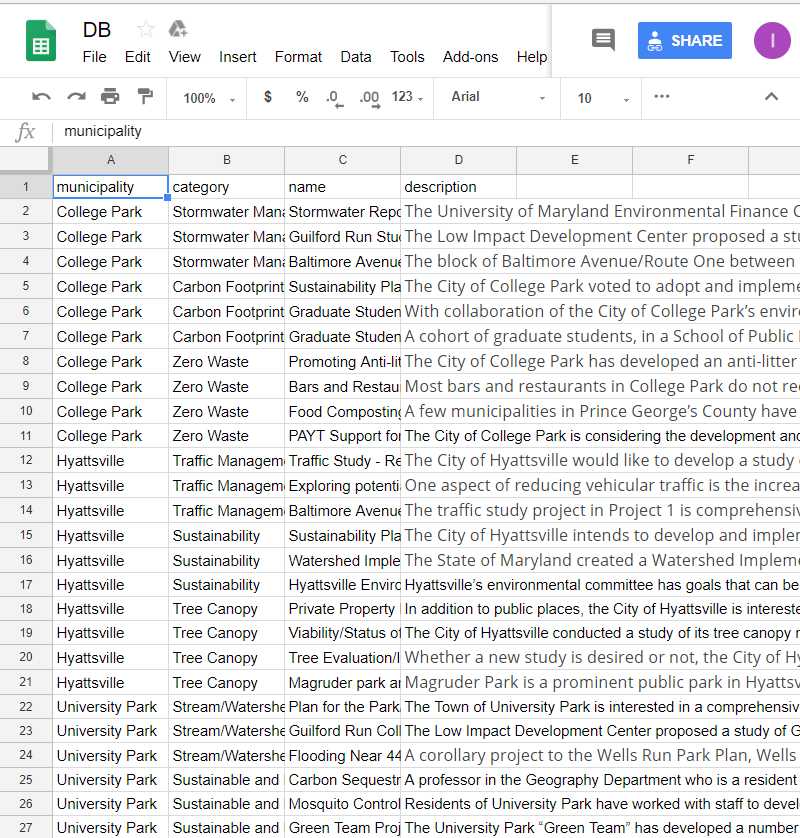 DB
File Edit View Insert Format Data Tools Add-ons Help
SHARE
I
100% $ % .0 .00 123 Arial 10 ...
fx municipality
A B C D E F
1 municipality category name description
2 College Park Stormwater Mana Stormwater Repo The University of Maryland Environmental Finance C
3 College Park Stormwater Mana Guilford Run Stu The Low Impact Development Center proposed a stu
4 College Park Stormwater Mana Baltimore Avenue The block of Baltimore Avenue/Route One between
5 College Park Carbon Footprint Sustainability Pla The City of College Park voted to adopt and impleme
6 College Park Carbon Footprint Graduate Studen With collaboration of the City of College Park's enviro
7 College Park Carbon Footprint Graduate Studen A cohort of graduate students, in a School of Public
8 College Park Zero Waste Promoting Anti-lit The City of College Park has developed an anti-litter
9 College Park Zero Waste Bars and Restau Most bars and restaurants in College Park do not rec
10 College Park Zero Waste Food Composting A few municipalities in Prince George's County have
11 College Park Zero Waste PAYT Support for The City of College Park is considering the development and
12 Hyattsville Traffic Managem Traffic Study - Re The City of Hyattsville would like to develop a study
13 Hyattsville Traffic Managem Exploring potenti One aspect of reducing vehicular traffic is the increa
14 Hyattsville Traffic Managem Baltimore Avenue The traffic study project in Project 1 is comprehensiv
15 Hyattsville Sustainability Sustainability Pla The City of Hyattsville intends to develop and implem
16 Hyattsville Sustainability Watershed Imple The State of Maryland created a Watershed Impleme
17 Hyattsville Sustainability Hyattsville Enviro Hyattsville's environmental committee has goals that can be
18 Hyattsville Tree Canopy Private Property In addition to public places, the City of Hyattsville is intereste
19 Hyattsville Tree Canopy Viability/Status of The City of Hyattsville conducted a study of its tree canopy
20 Hyattsville Tree Canopy Tree Evaluation/I Whether a new study is desired or not, the City of Hy
21 Hyattsville Tree Canopy Magruder park an Magruder Park is a prominent public park in Hyattsv
22 University Park Stream/Watershe Plan for the Park The Town of University Park is interested in a comprehensiv
23 University Park Stream/Watershe Guilford Run Coll The Low Impact Development Center proposed a study of G
24 University Park Stream/Watershe Flooding Near 44 A corollary project to the Wells Run Park Plan, Wells
25 University Park Sustainable and Carbon Sequestr A professor in the Geography Department who is a resident
26 University Park Sustainable and Mosquito Control Residents of University Park have worked with staff to devel
27 University Park Sustainable and Green Team Proj The University Park "Green Team" has developed a number